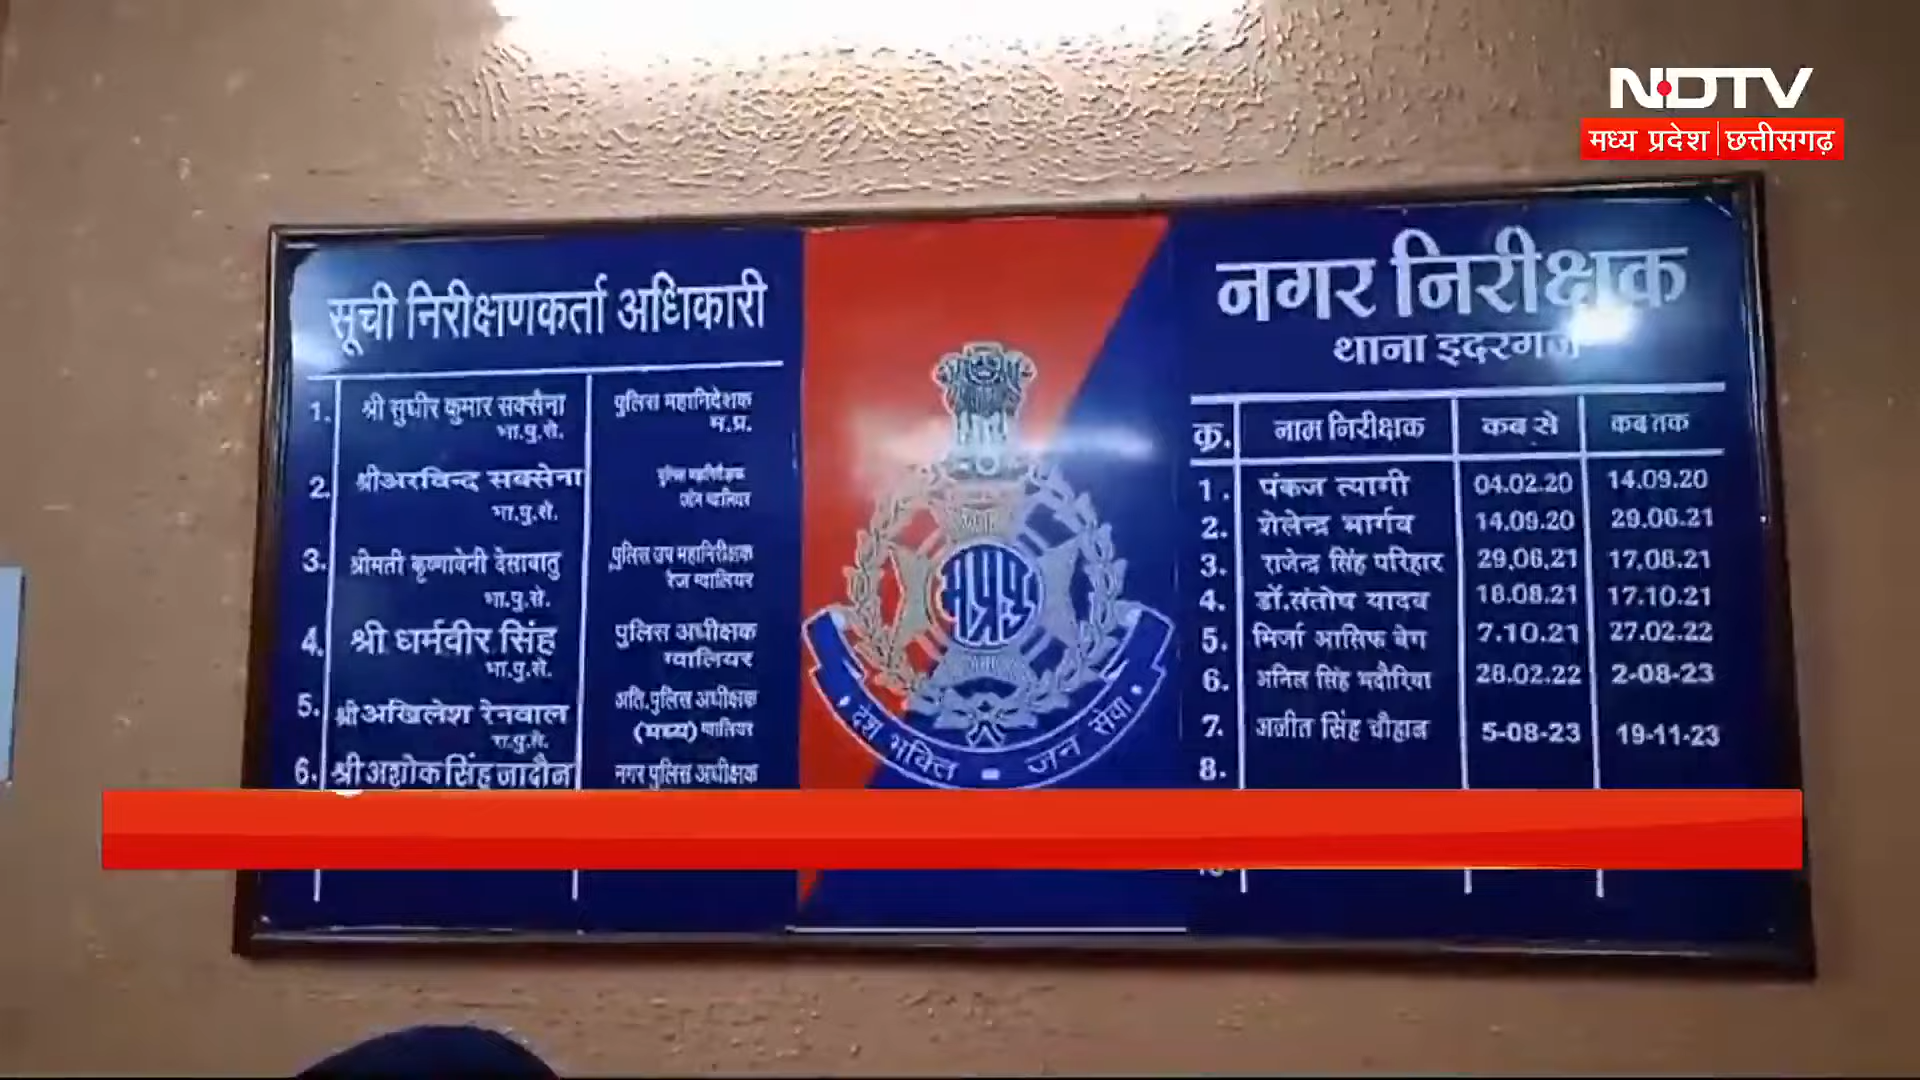 NDTV
मध्य प्रदेश | छत्तीसगढ़
सूची निरीक्षणकर्ता अधिकारी
1. श्री सुधीर कुमार सक्सैना पुलिस महानिदेशक
भा.पु.से. म.प्र.
2. श्रीअरविन्द सक्सेना पुलिस महानिरीक्षक
भा.पु.से. जोन ग्वालियर
3. श्रीमती कृष्णावेनी देसावातु पुलिस उप महानिरीक्षक
भा.पु.से. रेंज ग्वालियर
4. श्री धर्मवीर सिंह पुलिस अधीक्षक
भा.पु.से. ग्वालियर
5. श्री अखिलेश रेनवाल अति.पुलिस अधीक्षक
रा.पु.से. (मध्य) ग्वालियर
6. श्री अशोक सिंह जादौन नगर पुलिस अधीक्षक
मप्रपु
देश भक्ति - जन सेवा
नगर निरीक्षक
थाना इंदरगंज
क्र. नाम निरीक्षक कब से कब तक
1. पंकज त्यागी 04.02.20 14.09.20
2. शैलेन्द्र भार्गव 14.09.20 29.06.21
3. राजेन्द्र सिंह परिहार 29.06.21 17.08.21
4. डॉ.संतोष यादव 18.08.21 17.10.21
5. मिर्जा आसिफ बेग 7.10.21 27.02.22
6. अनिल सिंह भदौरिया 28.02.22 2-08-23
7. अजीत सिंह चौहान 5-08-23 19-11-23
8.